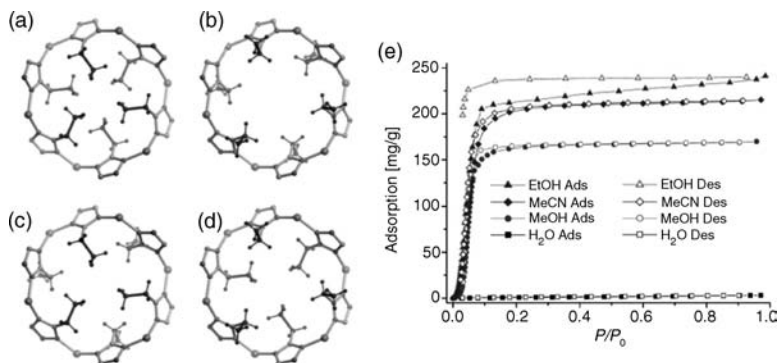 (a)
(b)
(c)
(d)
(e)
Adsorption [mg/g]
250
200
150
100
50
0
EtOH Ads
EtOH Des
MeCN Ads
MeCN Des
MeOH Ads
MeOH Des
H₂O Ads
H₂O Des
0.0 0.2 0.4 0.6 0.8 1.0
P/P₀